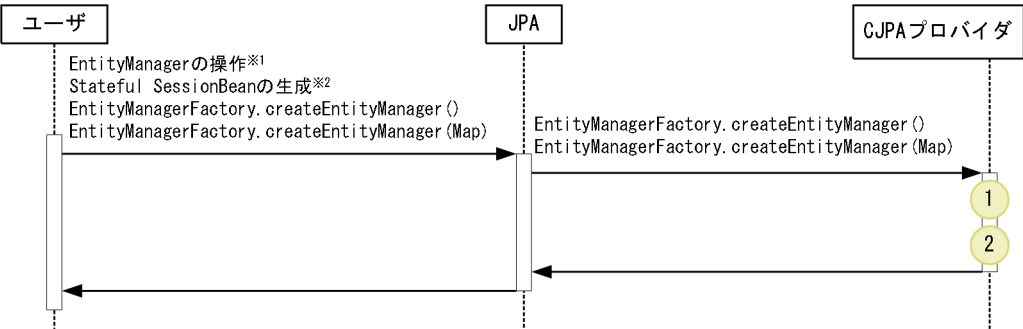 ユーザ
JPA
CJPAプロバイダ
EntityManagerの操作※1
Stateful SessionBeanの生成※2
EntityManagerFactory.createEntityManager()
EntityManagerFactory.createEntityManager(Map)
EntityManagerFactory.createEntityManager()
EntityManagerFactory.createEntityManager(Map)
1
2